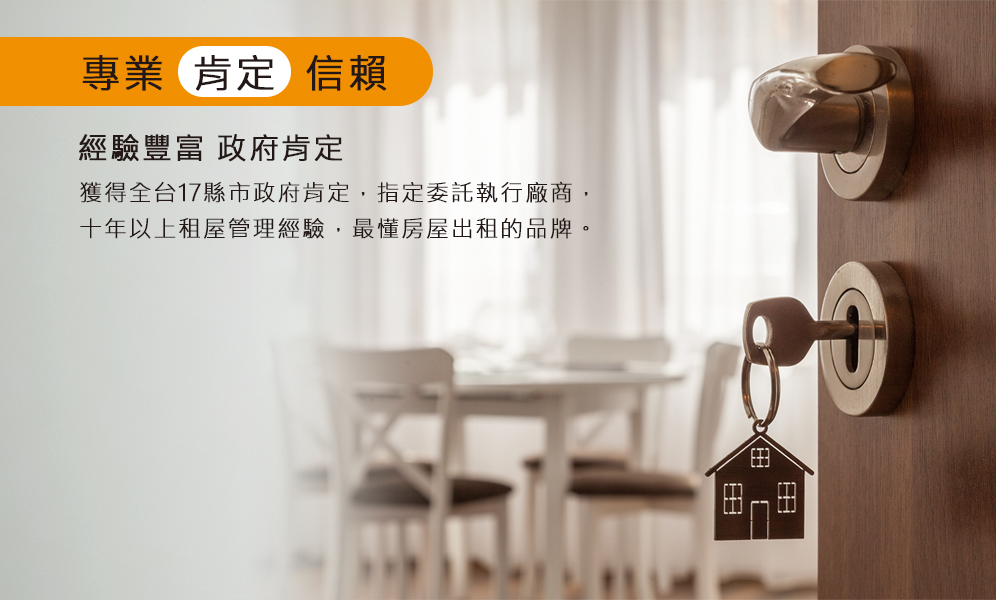 專業 肯定 信賴
經驗豐富 政府肯定
獲得全台17縣市政府肯定，指定委託執行廠商，
十年以上租屋管理經驗，最懂房屋出租的品牌。